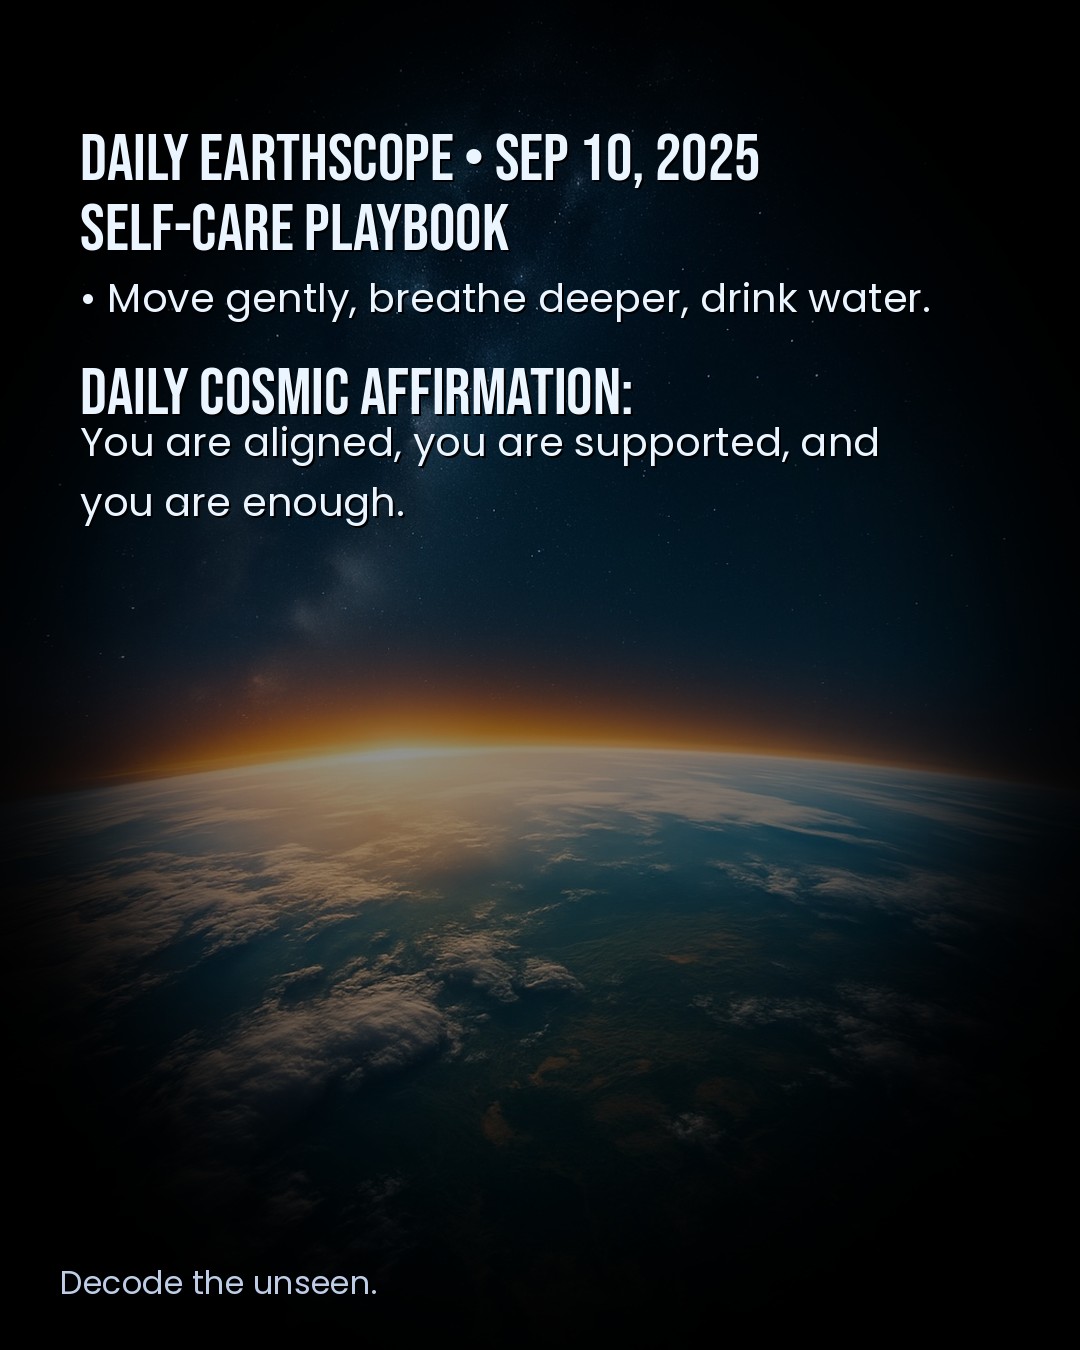 DAILY EARTHSCOPE • SEP 10, 2025
SELF-CARE PLAYBOOK
• Move gently, breathe deeper, drink water.
DAILY COSMIC AFFIRMATION:
You are aligned, you are supported, and
you are enough.
Decode the unseen.